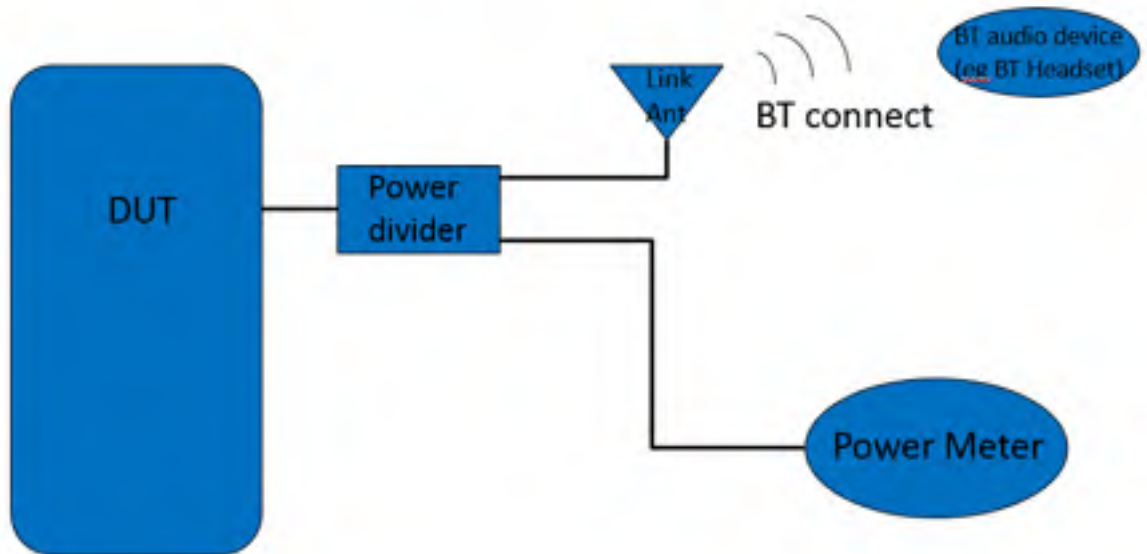 BT audio device
(eg BT Headset)
Link
Ant
BT connect
Power
divider
DUT
Power Meter